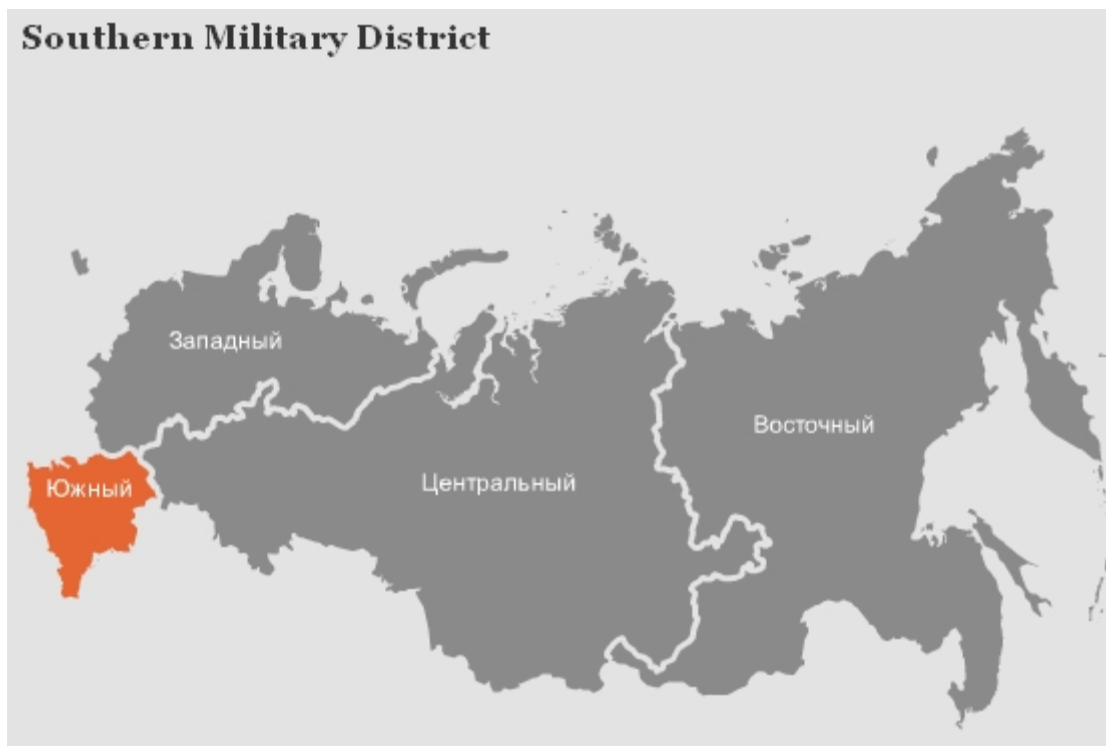 Southern Military District
Западный
Восточный
Центральный
Южный